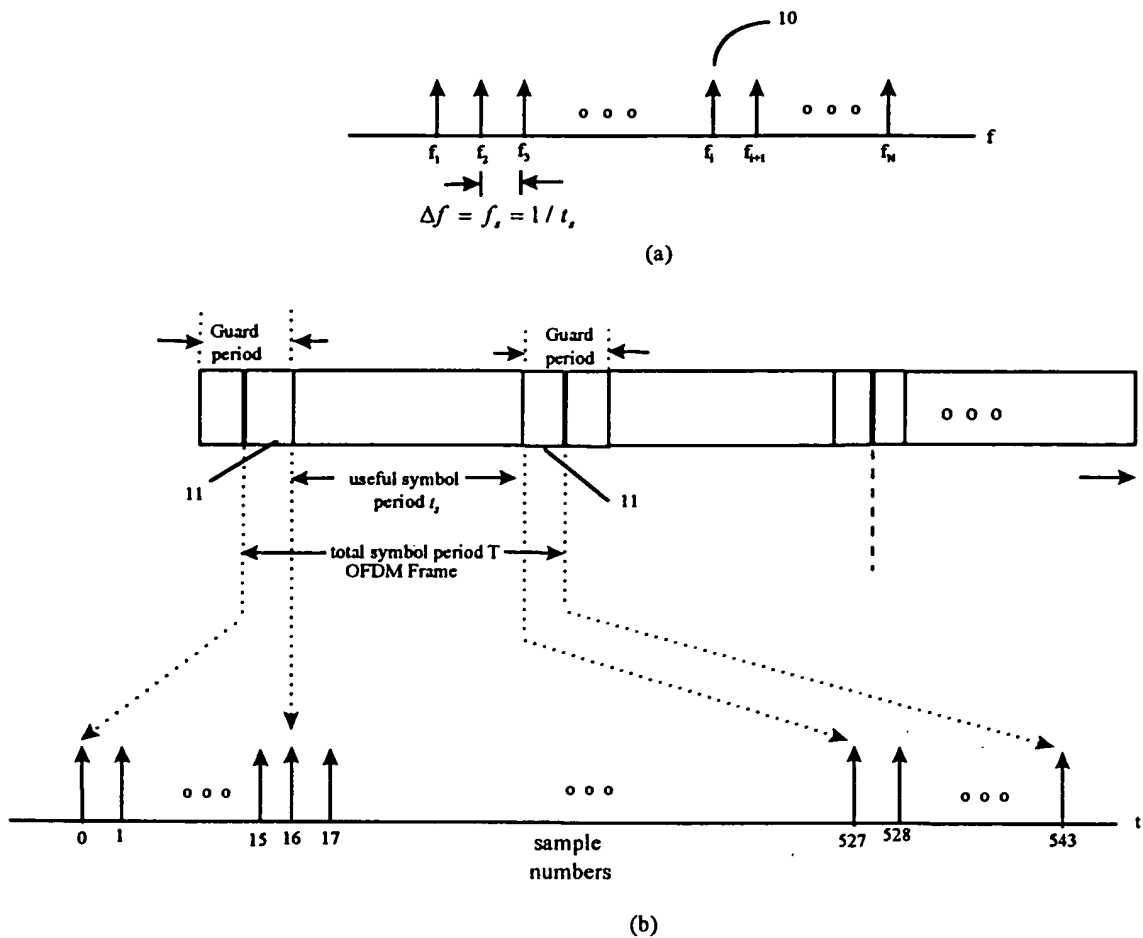 10
o o o
o o o
f
f₁ f₂ f₃ fᵢ fᵢ₊₁ f_N
Δf = fₛ = 1 / tₛ
(a)
Guard
period
Guard
period
o o o
11
useful symbol
period tₛ
11
total symbol period T
OFDM Frame
o o o
o o o
o o o
0 1 15 16 17 527 528 543 t
sample
numbers
(b)